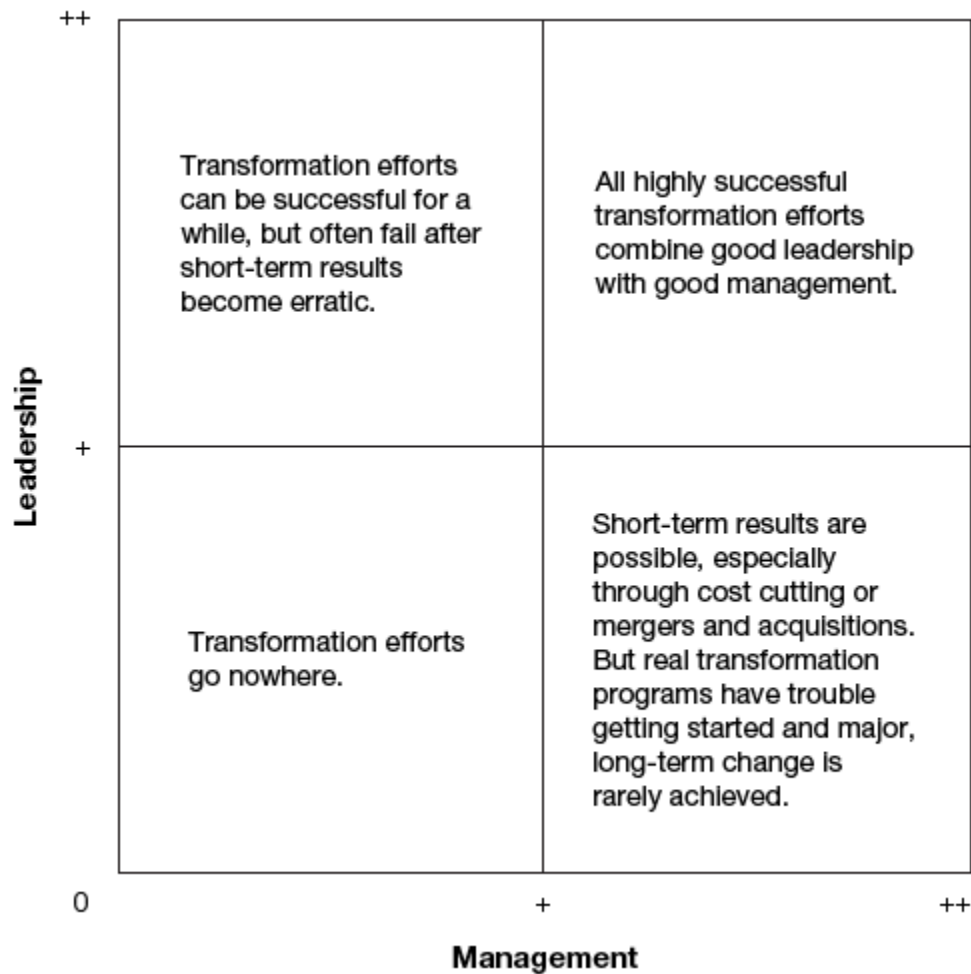 ++
Transformation efforts
can be successful for a
while, but often fail after
short-term results
become erratic.
All highly successful
transformation efforts
combine good leadership
with good management.
Leadership
+
Transformation efforts
go nowhere.
Short-term results are
possible, especially
through cost cutting or
mergers and acquisitions.
But real transformation
programs have trouble
getting started and major,
long-term change is
rarely achieved.
0
+
++
Management